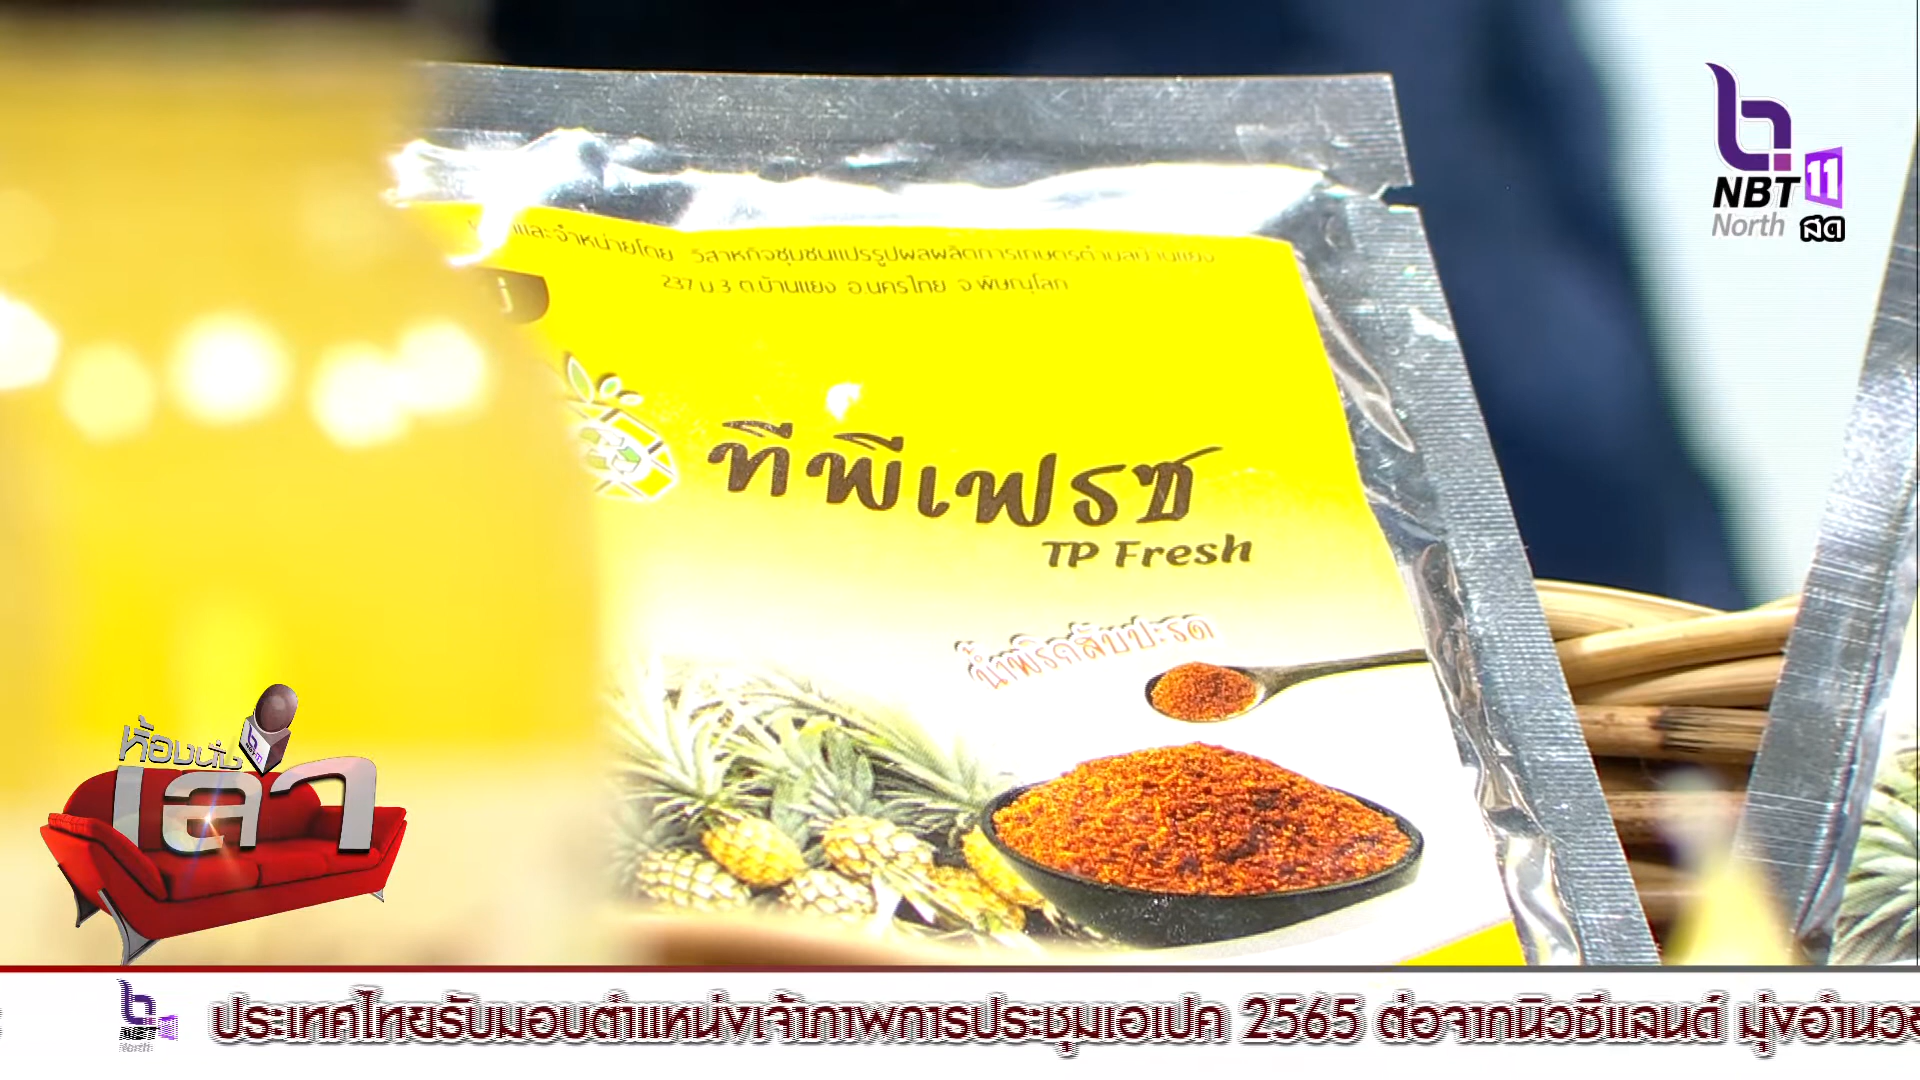 NBT 11
North สด
และจำหน่ายโดย วิสาหกิจชุมชนแปรรูปผลผลิตการเกษตรตำบลบ้านแยง
237 ม 3 ต.บ้านแยง อ.นครไทย จ.พิษณุโลก
ทีพีเฟรช
TP Fresh
น้ำพริกสับปะรด
ห้องนั่ง
เล่า
ประเทศไทยรับมอบตำแหน่งเจ้าภาพการประชุมเอเปค 2565 ต่อจากนิวซีแลนด์ มุ่งอำนวย